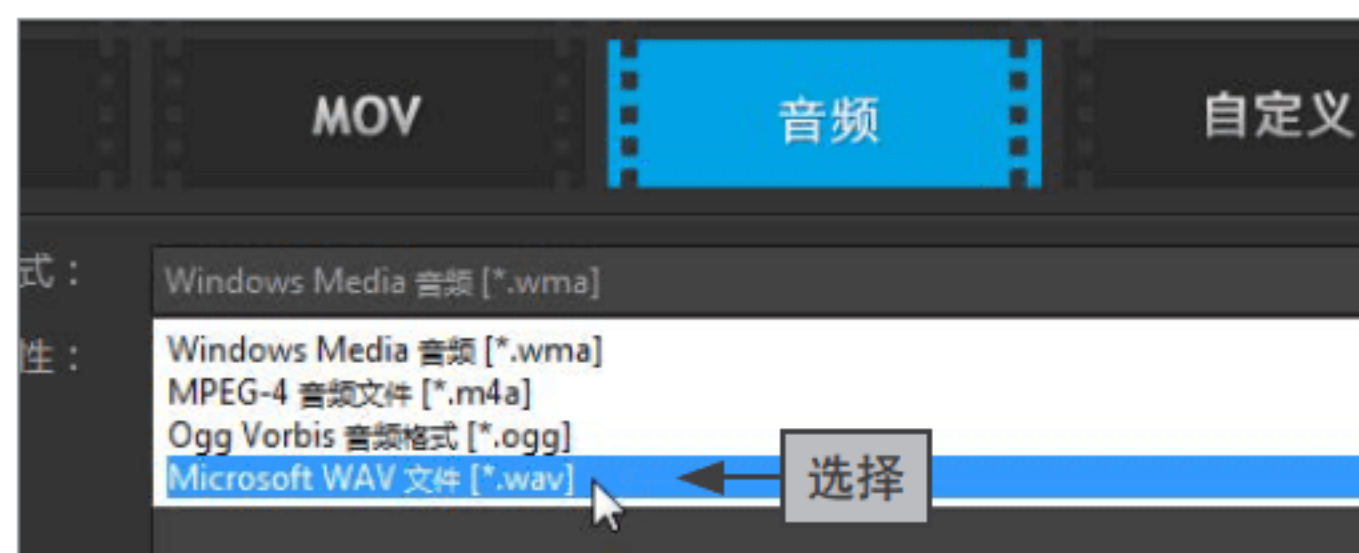 MOV 音频 自定义
式： Windows Media 音频 [*.wma]
性： Windows Media 音频 [*.wma]
MPEG-4 音频文件 [*.m4a]
Ogg Vorbis 音频格式 [*.ogg]
Microsoft WAV 文件 [*.wav] 选择